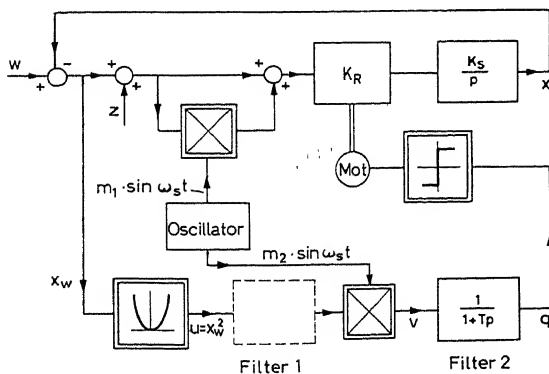 w
+
-
+
+
z
+
+
K_R
K_S
p
x
m_1 · sin ω_s t
Oscillator
Mot
m_2 · sin ω_s t
x_w
u=x_w^2
v
1
1+Tp
q
Filter 1
Filter 2